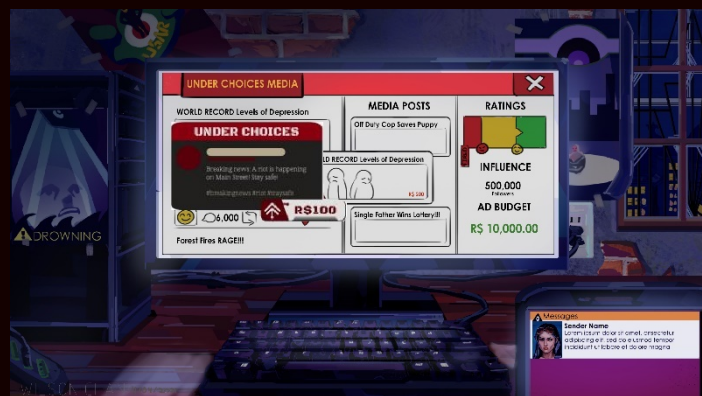 UNDER CHOICES MEDIA
X
WORLD RECORD Levels of Depression
UNDER CHOICES
Breaking news: A riot is happening
on Main Street! Stay safe!
#breakingnews #riot #staysafe
6,000
R$100
Forest Fires RAGE!!!
MEDIA POSTS
Off Duty Cop Saves Puppy
LD RECORD Levels of Depression
R$ 100
Single Father Wins Lottery!!!
RATINGS
INFLUENCE
500,000
Followers
AD BUDGET
R$ 10,000.00
DROWNING
Messages
Sender Name
Lorem ipsum dolor sit amet, consectetur
adipiscing elit, sed do eiusmod tempor
incididunt ut labore et dolore magna